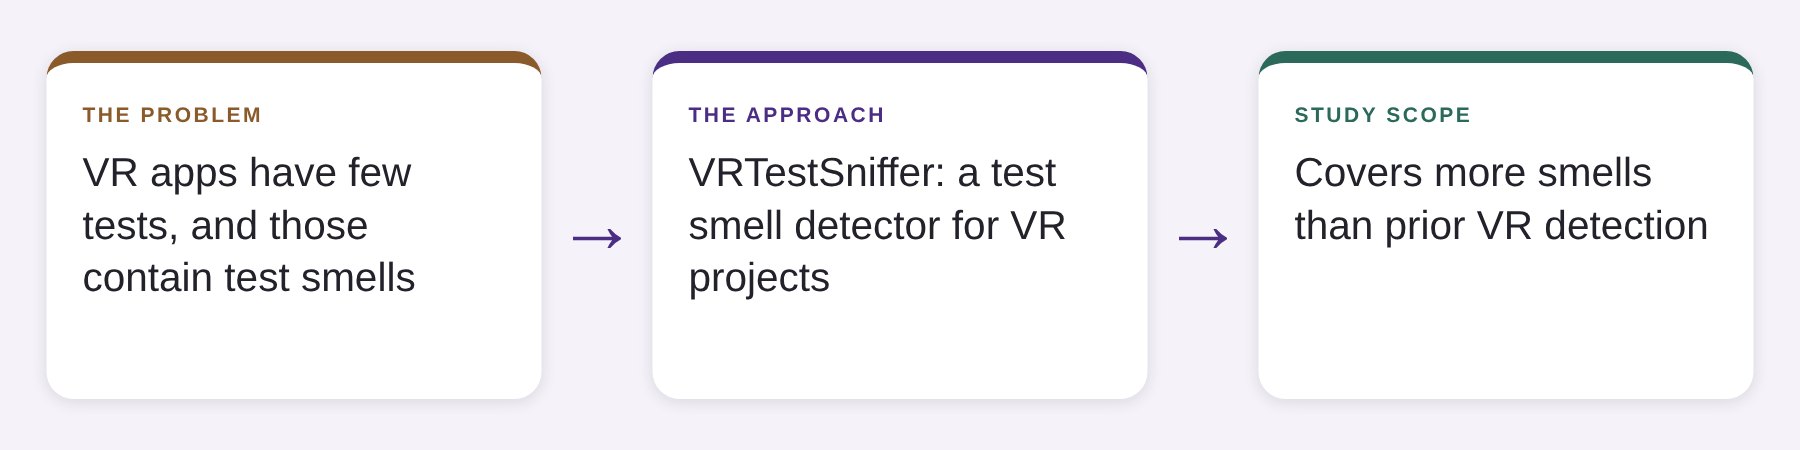 THE PROBLEM
VR apps have few
tests, and those
contain test smells
→
THE APPROACH
VRTestSniffer: a test
smell detector for VR
projects
→
STUDY SCOPE
Covers more smells
than prior VR detection